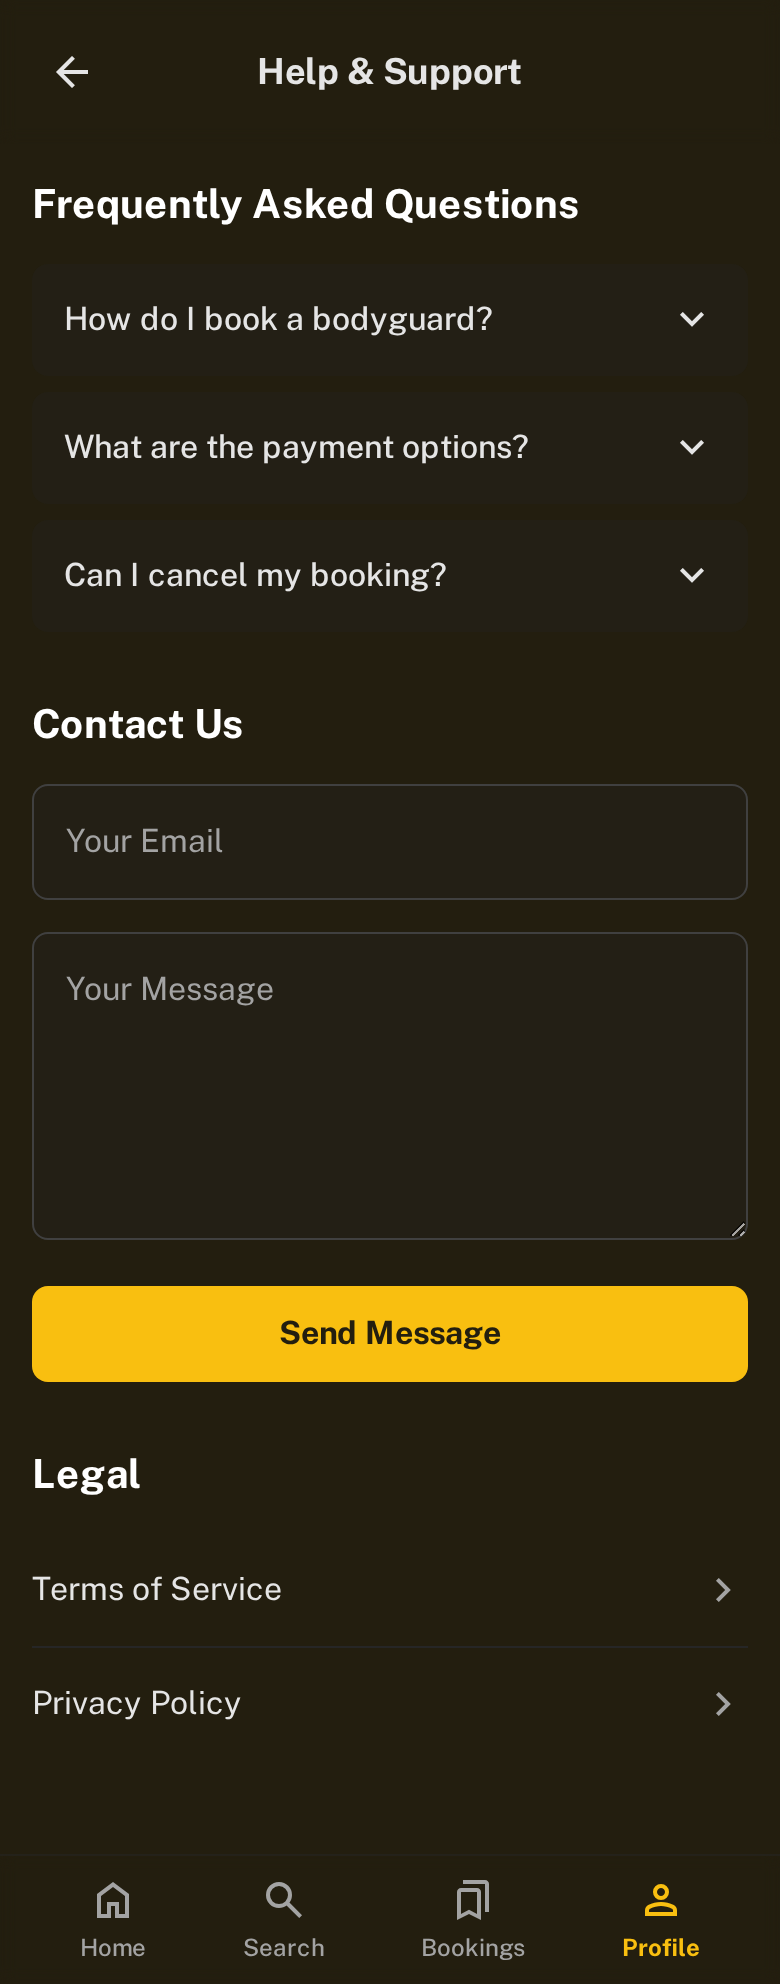 Help & Support
Frequently Asked Questions
How do I book a bodyguard?
What are the payment options?
Can I cancel my booking?
Contact Us
Your Email
Your Message
Send Message
Legal
Terms of Service
Privacy Policy
Home Search Bookings Profile